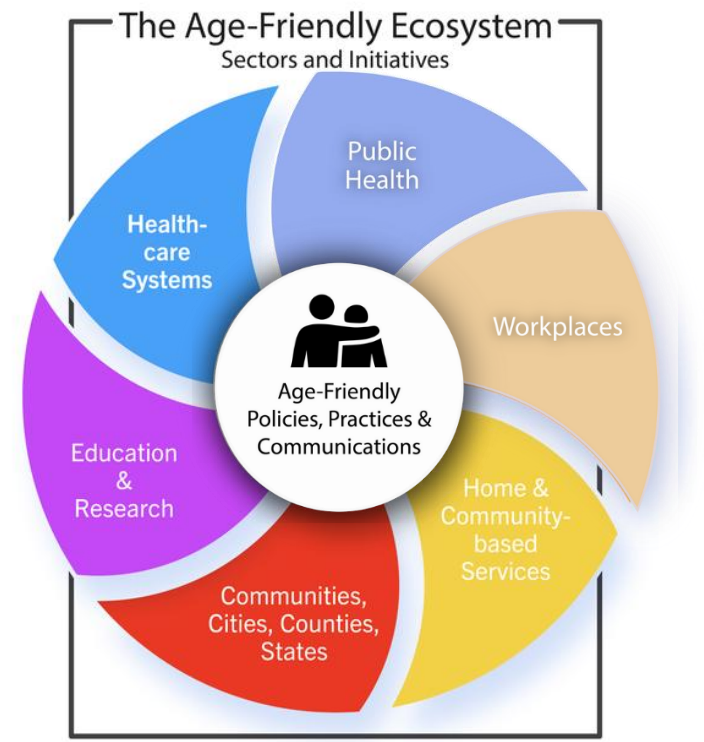 The Age-Friendly Ecosystem
Sectors and Initiatives
Public
Health
Health-
care
Systems
Workplaces
Age-Friendly
Policies, Practices &
Communications
Education
&
Research
Home &
Community-
based
Services
Communities,
Cities, Counties,
States